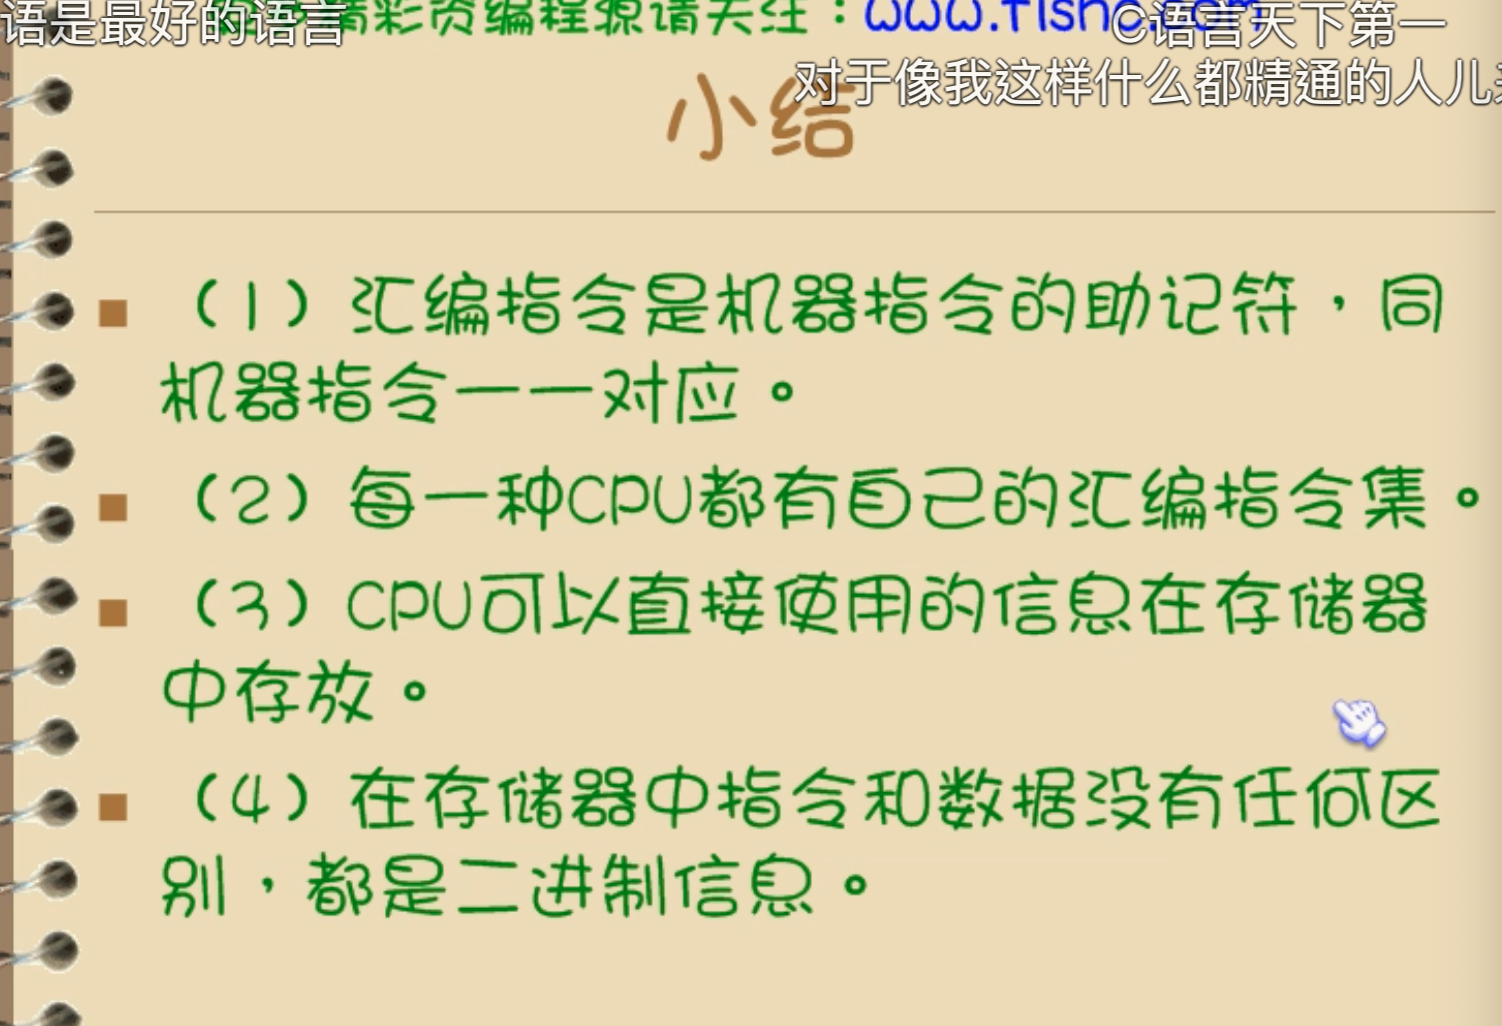 语是最好的语言
精彩 编程源请关注：www.fishc.com
C语言天下第一
对于像我这样什么都精通的人儿来
小结
（1）汇编指令是机器指令的助记符，同
机器指令一一对应。
（2）每一种CPU都有自己的汇编指令集。
（3）CPU可以直接使用的信息在存储器
中存放。
（4）在存储器中指令和数据没有任何区
别，都是二进制信息。